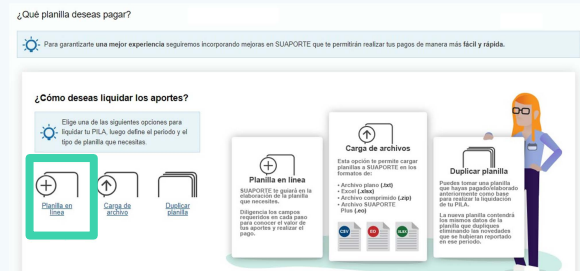 ¿Qué planilla deseas pagar?
Para garantizarte una mejor experiencia seguiremos incorporando mejoras en SUAPORTE que te permitirán realizar tus pagos de manera más fácil y rápida.
¿Cómo deseas liquidar los aportes?
Elige una de las siguientes opciones para
liquidar tu PILA, luego define el periodo y el
tipo de planilla que necesitas.
Planilla en
línea
Carga de
archivo
Duplicar
planilla
Planilla en línea
SUAPORTE te guiará en la
elaboración de la planilla
que necesites.
Diligencia los campos
requeridos en cada paso
para conocer el valor de
tus aportes y realizar el
pago.
Carga de archivos
Esta opción te permite cargar
planillas a SUAPORTE en los
formatos de:
• Archivo plano (.txt)
• Excel (.xlsx)
• Archivo comprimido (.zip)
• Archivo SUAPORTE
Plus (.eo)
CSV
EO
XLSX
Duplicar planilla
Puedes tomar una planilla
que hayas pagado/elaborado
anteriormente como base
para realizar la liquidación
de tu PILA.
La nueva planilla contendrá
los mismos datos de la
planilla que dupliques
eliminando las novedades
que se hubieran reportado
en ese periodo.